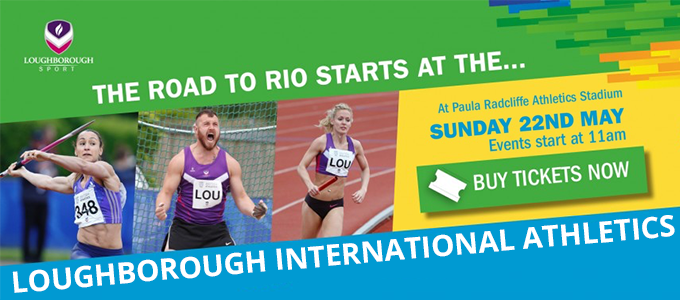 LOUGHBOROUGH
SPORT
THE ROAD TO RIO STARTS AT THE...
At Paula Radcliffe Athletics Stadium
SUNDAY 22ND MAY
Events start at 11am
BUY TICKETS NOW
848
LOU
LOU
LOUGHBOROUGH INTERNATIONAL ATHLETICS